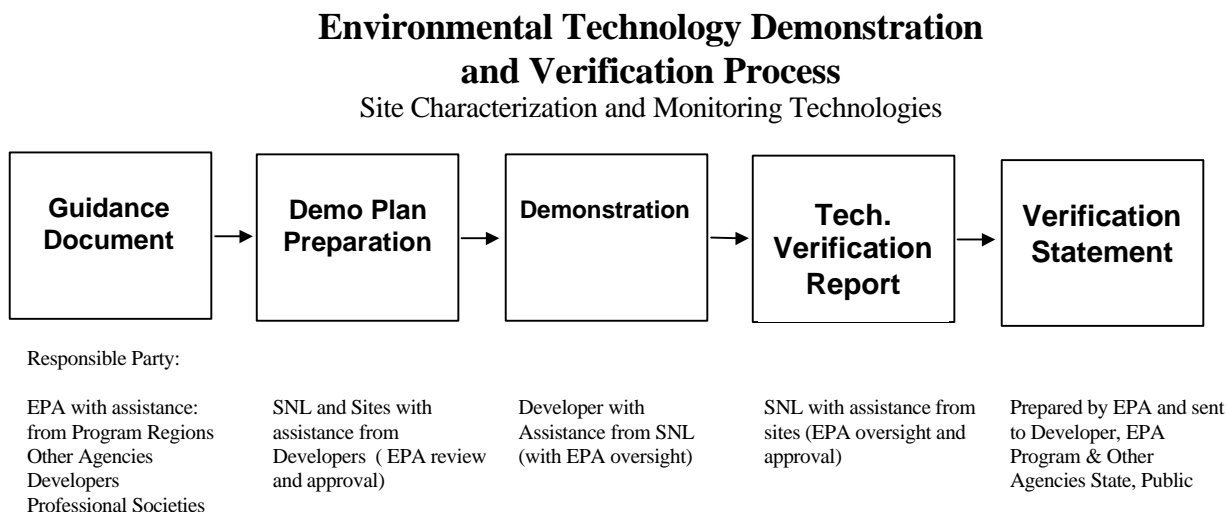 Environmental Technology Demonstration
and Verification Process
Site Characterization and Monitoring Technologies
Guidance
Document
Demo Plan
Preparation
Demonstration
Tech.
Verification
Report
Verification
Statement
Responsible Party:
EPA with assistance:
from Program Regions
Other Agencies
Developers
Professional Societies
SNL and Sites with
assistance from
Developers ( EPA review
and approval)
Developer with
Assistance from SNL
(with EPA oversight)
SNL with assistance from
sites (EPA oversight and
approval)
Prepared by EPA and sent
to Developer, EPA
Program & Other
Agencies State, Public